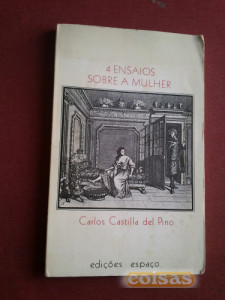 4 ENSAIOS
SOBRE A MULHER
Carlos Castilla del Pino
edições espaço
coisas